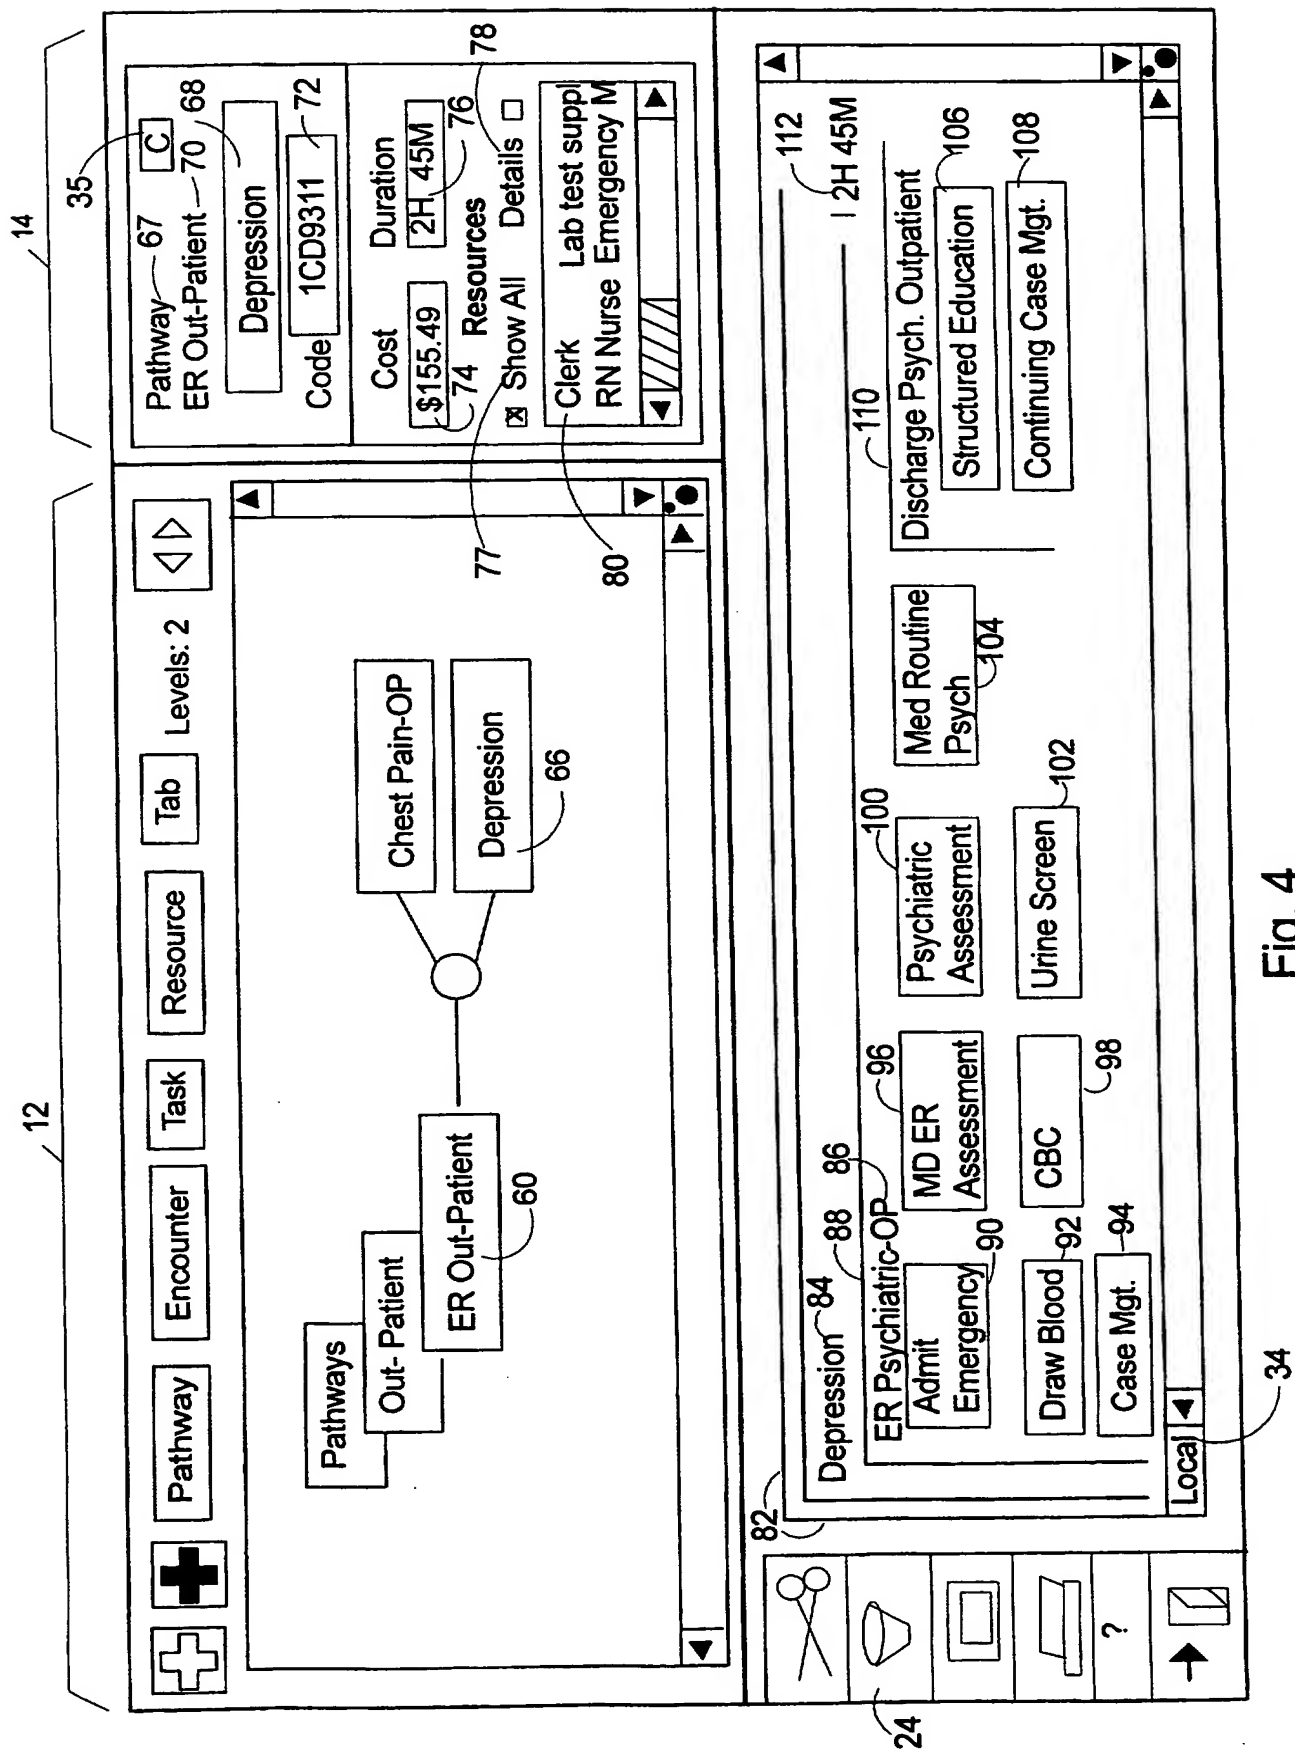 12
14
Pathway
Encounter
Task
Resource
Tab
Levels: 2
35
Pathway 67
C
ER Out-Patient 70
68
Depression
Code 1CD9311
72
Cost Duration
$155.49 2H 45M
74
76
Resources
78
X Show All Details
77
Clerk Lab test suppl
RN Nurse Emergency M
80
Pathways
Out- Patient
ER Out-Patient
60
Chest Pain-OP
Depression
66
24
?
82
112
Depression 84
2H 45M
88
86
ER Psychiatric-OP
Admit
Emergency
90
Draw Blood
92
Case Mgt.
94
96
MD ER
Assessment
CBC
98
100
Psychiatric
Assessment
Urine Screen
102
Med Routine
Psych
104
110
Discharge Psych. Outpatient
Structured Education
106
Continuing Case Mgt.
108
Local
34
Fig. 4